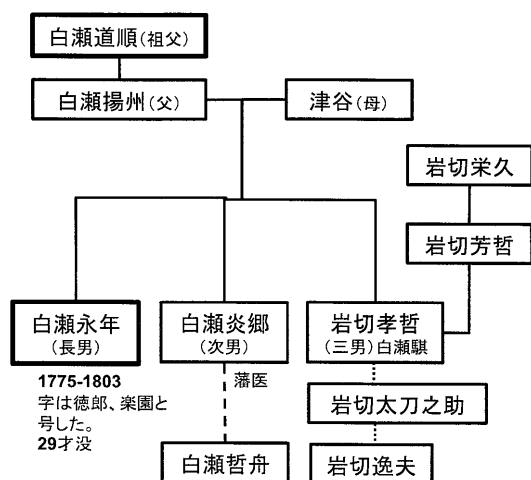 白瀬道順(祖父)
白瀬揚州(父)
津谷(母)
岩切栄久
岩切芳哲
白瀬永年
(長男)
白瀬炎郷
(次男)
岩切孝哲
(三男)白瀬騏
1775-1803
字は徳郎、楽園と
号した。
29才没
藩医
岩切太刀之助
白瀬哲舟
岩切逸夫